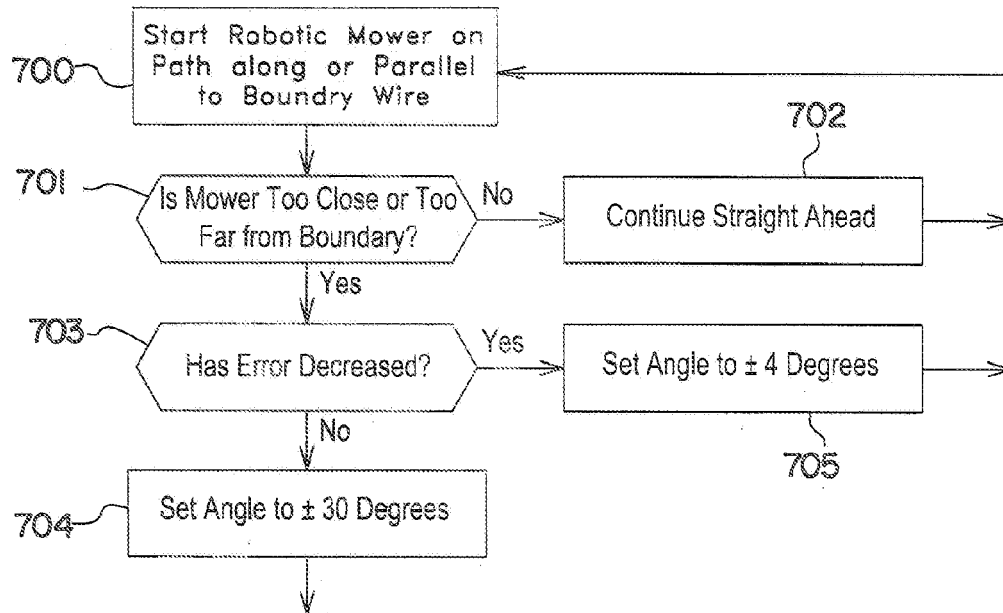 700
Start Robotic Mower on
Path along or Parallel
to Boundry Wire
701
Is Mower Too Close or Too
Far from Boundary?
No
702
Continue Straight Ahead
Yes
703
Has Error Decreased?
Yes
Set Angle to ± 4 Degrees
705
No
704
Set Angle to ± 30 Degrees